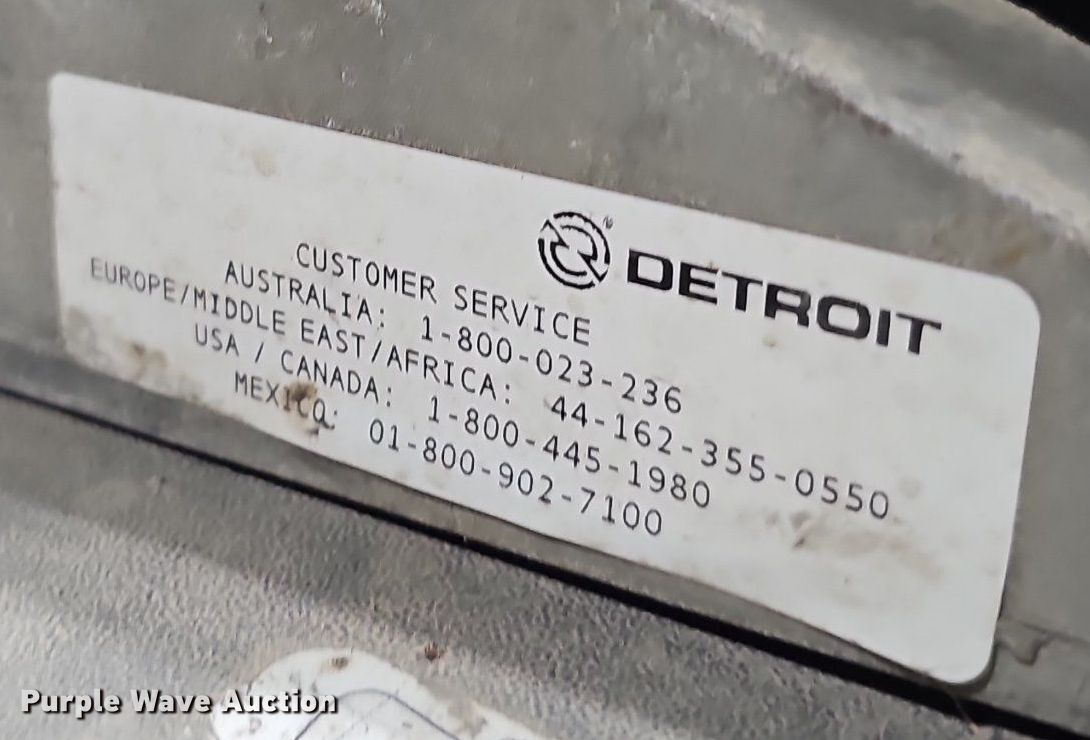 DETROIT
CUSTOMER SERVICE
AUSTRALIA: 1-800-023-236
EUROPE/MIDDLE EAST/AFRICA: 44-162-355-0550
USA / CANADA: 1-800-445-1980
MEXICO: 01-800-902-7100
Purple Wave Auction